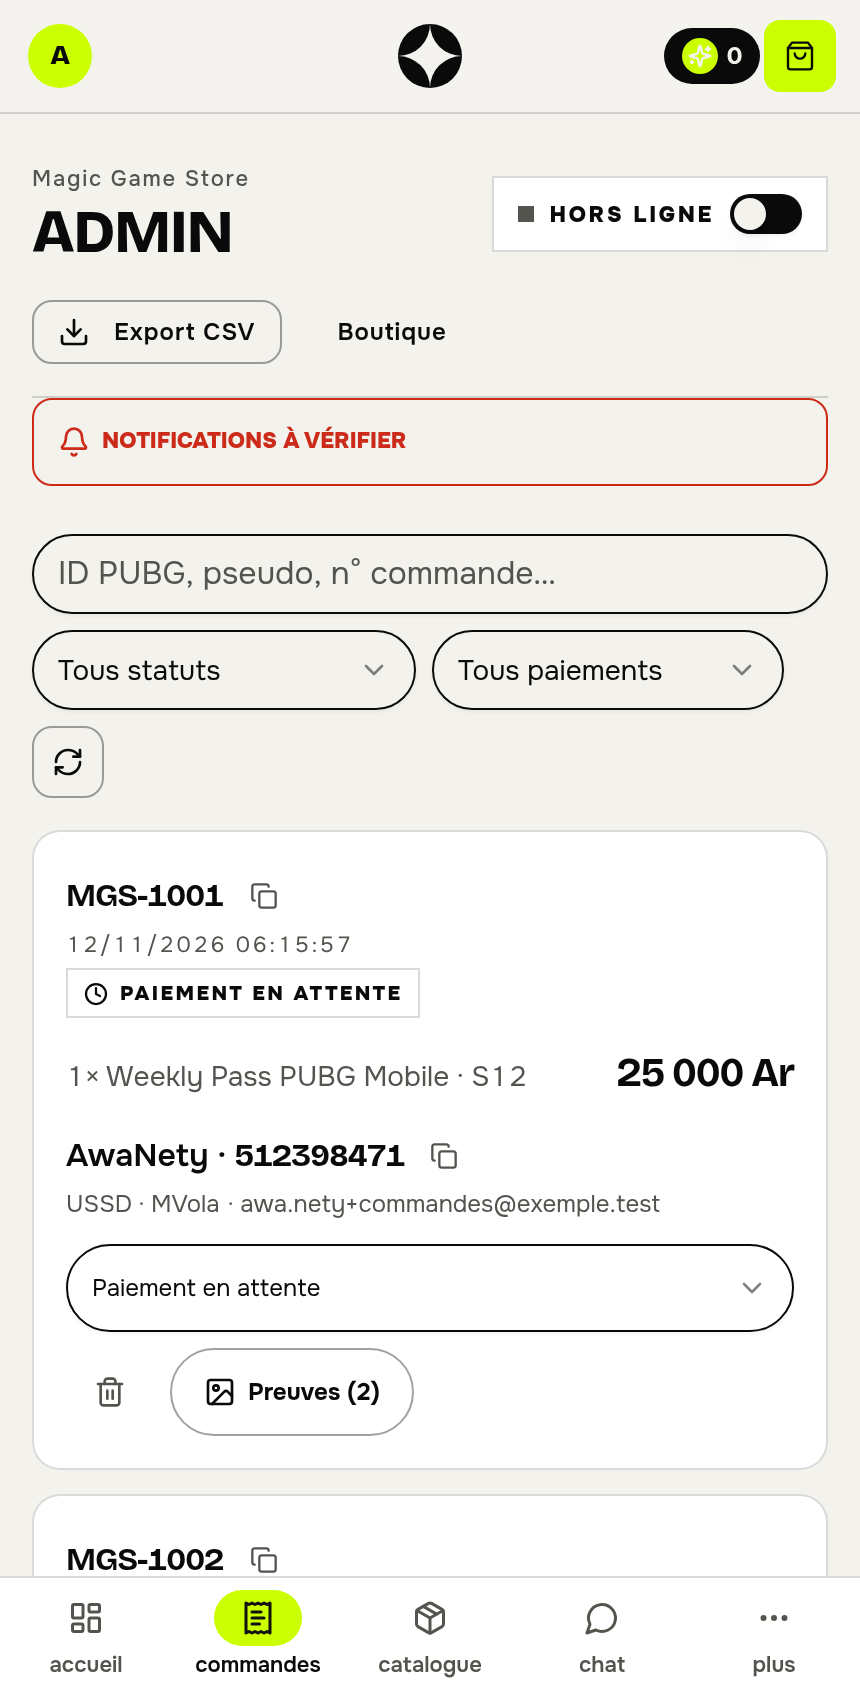 A
0
Magic Game Store
ADMIN
HORS LIGNE
Export CSV
Boutique
NOTIFICATIONS À VÉRIFIER
ID PUBG, pseudo, n° commande...
Tous statuts
Tous paiements
MGS-1001
12/11/2026 06:15:57
PAIEMENT EN ATTENTE
1× Weekly Pass PUBG Mobile · S12
25 000 Ar
AwaNety · 512398471
USSD · MVola · awa.nety+commandes@exemple.test
Paiement en attente
Preuves (2)
MGS-1002
accueil
commandes
catalogue
chat
plus